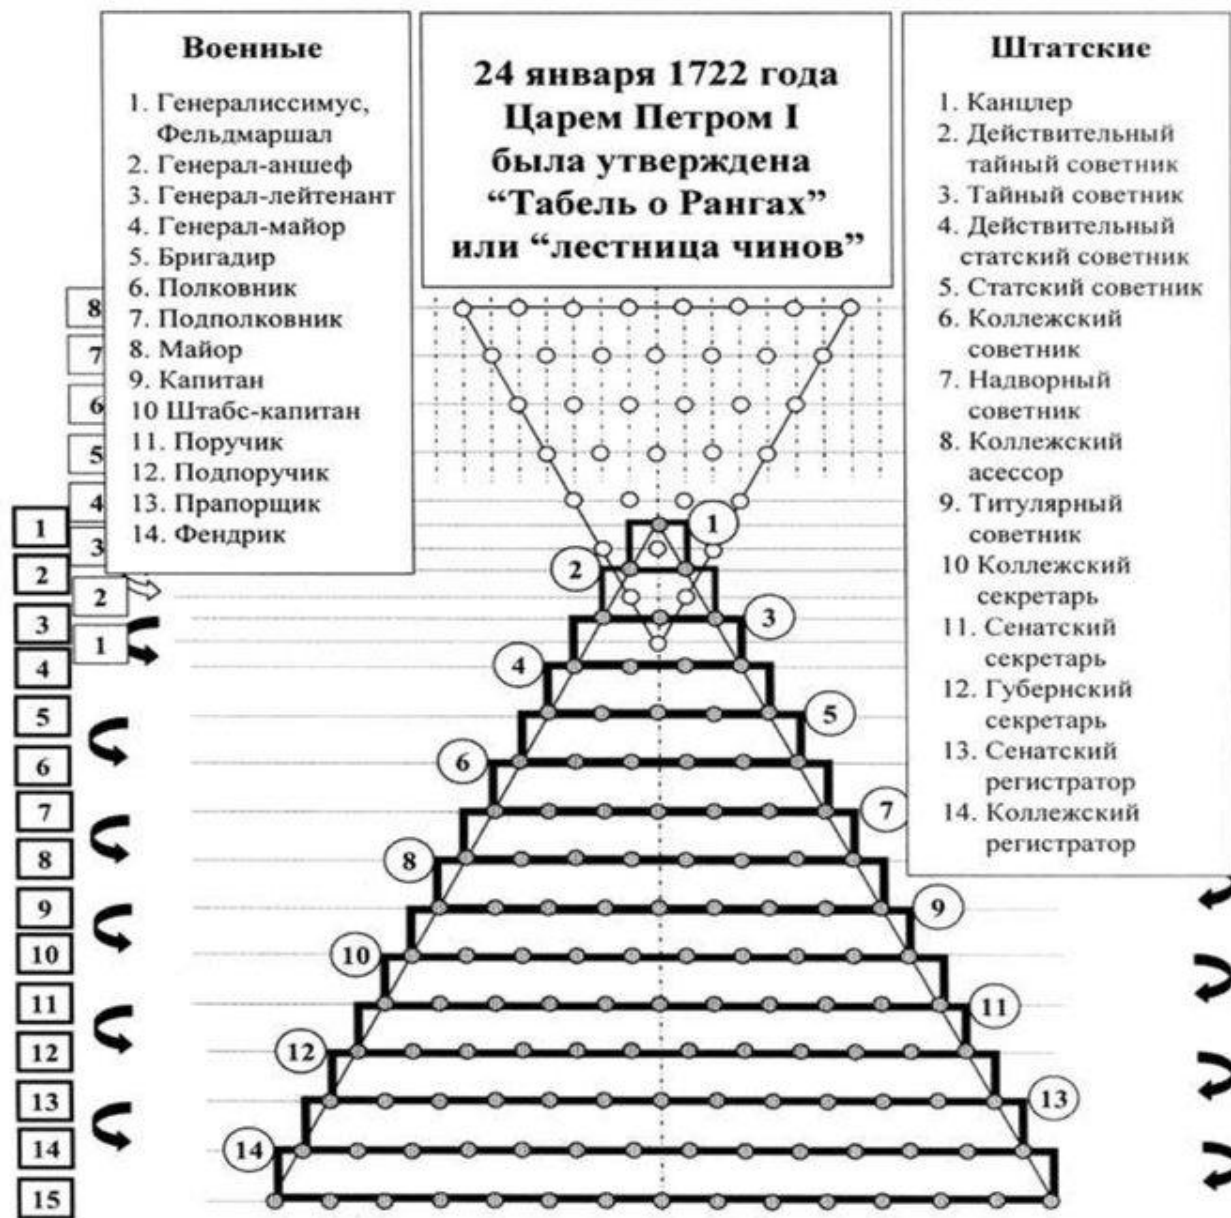 Военные
1. Генералиссимус,
Фельдмаршал
2. Генерал-аншеф
3. Генерал-лейтенант
4. Генерал-майор
5. Бригадир
6. Полковник
7. Подполковник
8. Майор
9. Капитан
10 Штабс-капитан
11. Поручик
12. Подпоручик
13. Прапорщик
14. Фендрик
24 января 1722 года
Царем Петром I
была утверждена
“Табель о Рангах”
или “лестница чинов”
Штатские
1. Канцлер
2. Действительный
тайный советник
3. Тайный советник
4. Действительный
статский советник
5. Статский советник
6. Коллежский
советник
7. Надворный
советник
8. Коллежский
асессор
9. Титулярный
советник
10 Коллежский
секретарь
11. Сенатский
секретарь
12. Губернский
секретарь
13. Сенатский
регистратор
14. Коллежский
регистратор
8
7
6
5
4
3
2
1
1
2
3
4
5
6
7
8
9
10
11
12
13
14
15
1
2
3
4
5
6
7
8
9
10
11
12
13
14